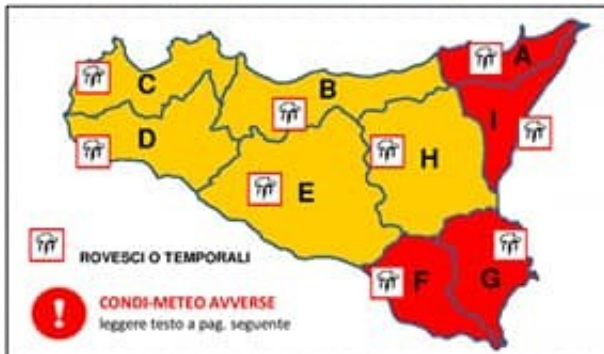 A
C
B
I
D
H
E
F
G
ROVESCI O TEMPORALI
CONDI-METEO AVVERSE
leggere testo a pag. seguente